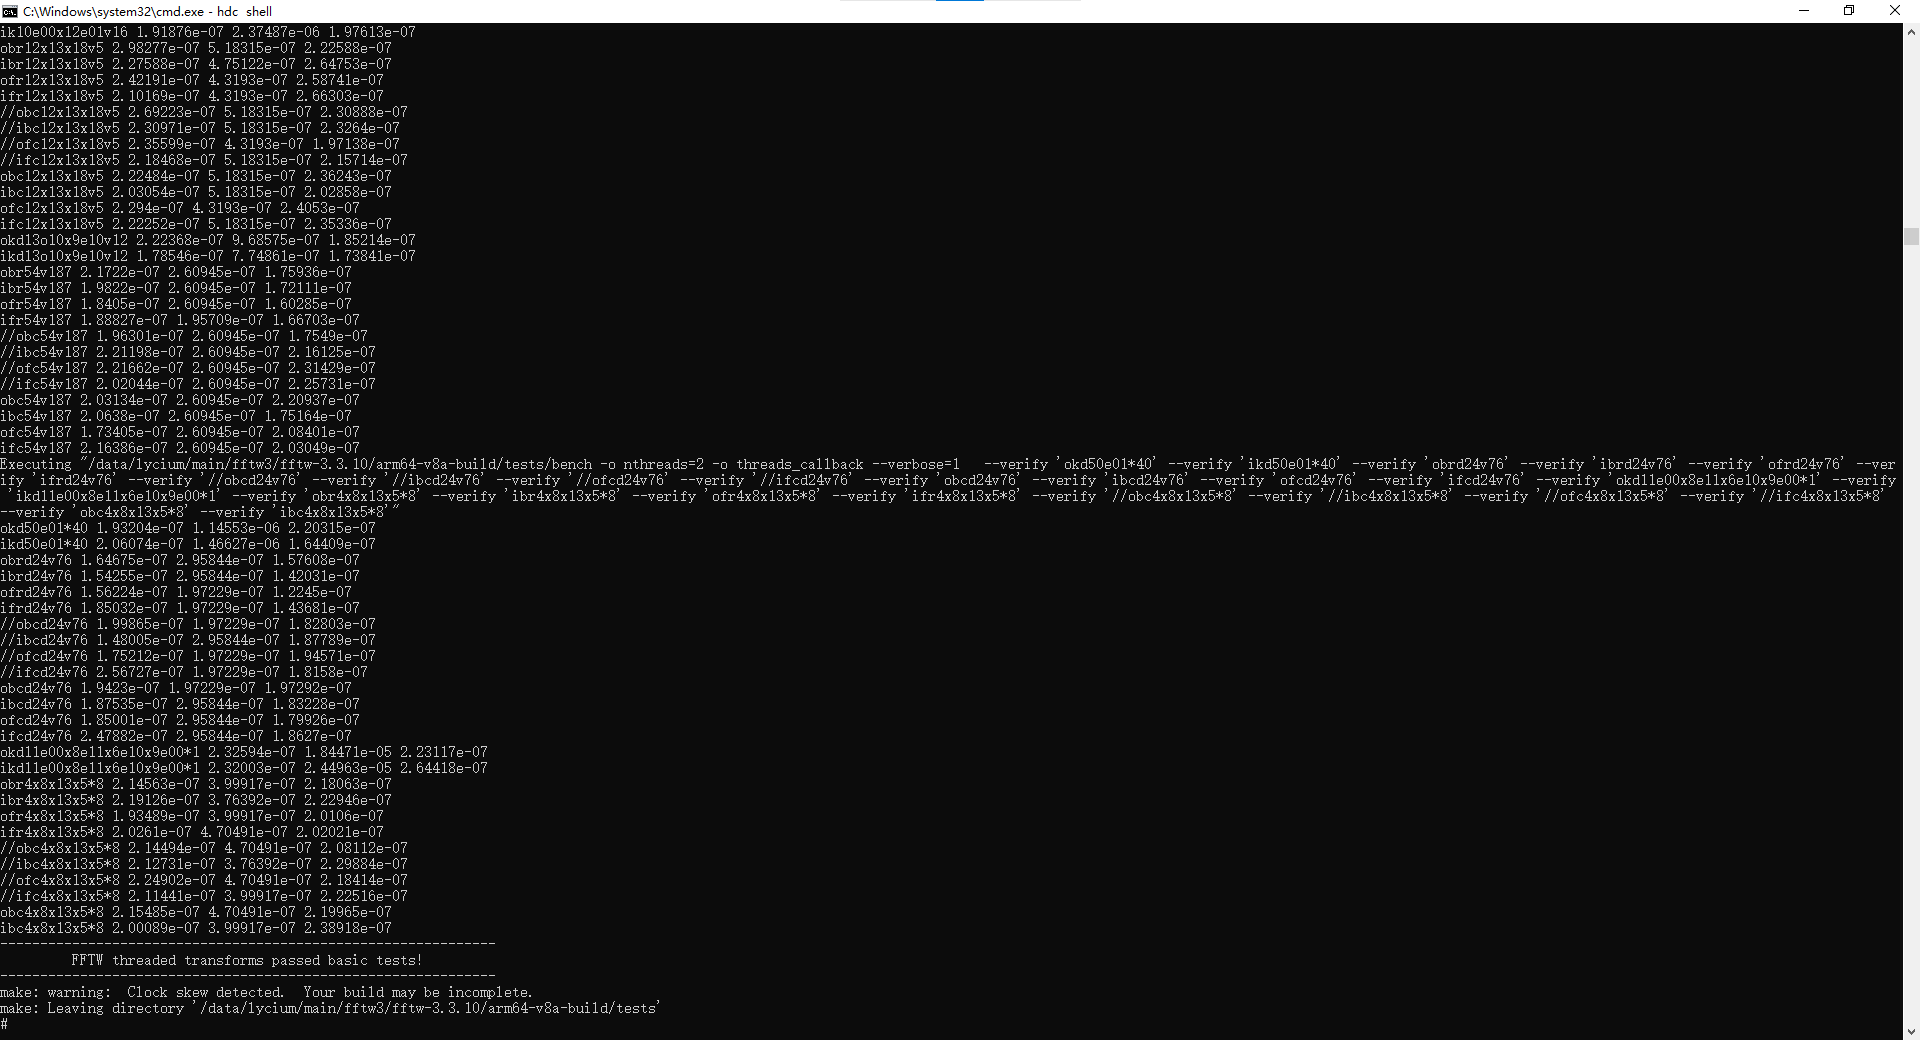 C:\Windows\system32\cmd.exe - hdc  shell
ik10e00x12e01v16 1.91876e-07 2.37487e-06 1.97613e-07
obr12x13x18v5 2.98277e-07 5.18315e-07 2.22588e-07
ibr12x13x18v5 2.27588e-07 4.75122e-07 2.64753e-07
ofr12x13x18v5 2.42191e-07 4.3193e-07 2.58741e-07
ifr12x13x18v5 2.10169e-07 4.3193e-07 2.66303e-07
//obc12x13x18v5 2.69223e-07 5.18315e-07 2.30888e-07
//ibc12x13x18v5 2.30971e-07 5.18315e-07 2.3264e-07
//ofc12x13x18v5 2.35599e-07 4.3193e-07 1.97138e-07
//ifc12x13x18v5 2.18468e-07 5.18315e-07 2.15714e-07
obc12x13x18v5 2.22484e-07 5.18315e-07 2.36243e-07
ibc12x13x18v5 2.03054e-07 5.18315e-07 2.02858e-07
ofc12x13x18v5 2.294e-07 4.3193e-07 2.4053e-07
ifc12x13x18v5 2.22252e-07 5.18315e-07 2.35336e-07
okd13o10x9e10v12 2.22368e-07 9.68575e-07 1.85214e-07
ikd13o10x9e10v12 1.78546e-07 7.74861e-07 1.73841e-07
obr54v187 2.1722e-07 2.60945e-07 1.75936e-07
ibr54v187 1.9822e-07 2.60945e-07 1.72111e-07
ofr54v187 1.8405e-07 2.60945e-07 1.60285e-07
ifr54v187 1.88827e-07 1.95709e-07 1.66703e-07
//obc54v187 1.96301e-07 2.60945e-07 1.7549e-07
//ibc54v187 2.21198e-07 2.60945e-07 2.16125e-07
//ofc54v187 2.21662e-07 2.60945e-07 2.31429e-07
//ifc54v187 2.02044e-07 2.60945e-07 2.25731e-07
obc54v187 2.03134e-07 2.60945e-07 2.20937e-07
ibc54v187 2.0638e-07 2.60945e-07 1.75164e-07
ofc54v187 1.73405e-07 2.60945e-07 2.08401e-07
ifc54v187 2.16386e-07 2.60945e-07 2.03049e-07
Executing "/data/lycium/main/fftw3/fftw-3.3.10/arm64-v8a-build/tests/bench -o nthreads=2 -o threads_callback --verbose=1   --verify 'okd50e01*40' --verify 'ikd50e01*40' --verify 'obrd24v76' --verify 'ibrd24v76' --verify 'ofrd24v76' --ver
ify 'ifrd24v76' --verify '//obcd24v76' --verify '//ibcd24v76' --verify '//ofcd24v76' --verify '//ifcd24v76' --verify 'obcd24v76' --verify 'ibcd24v76' --verify 'ofcd24v76' --verify 'ifcd24v76' --verify 'okd11e00x8e11x6e10x9e00*1' --verify
 'ikd11e00x8e11x6e10x9e00*1' --verify 'obr4x8x13x5*8' --verify 'ibr4x8x13x5*8' --verify 'ofr4x8x13x5*8' --verify 'ifr4x8x13x5*8' --verify '//obc4x8x13x5*8' --verify '//ibc4x8x13x5*8' --verify '//ofc4x8x13x5*8' --verify '//ifc4x8x13x5*8'
--verify 'obc4x8x13x5*8' --verify 'ibc4x8x13x5*8'"
okd50e01*40 1.93204e-07 1.14553e-06 2.20315e-07
ikd50e01*40 2.06074e-07 1.46627e-06 1.64409e-07
obrd24v76 1.64675e-07 2.95844e-07 1.57608e-07
ibrd24v76 1.54255e-07 2.95844e-07 1.42031e-07
ofrd24v76 1.56224e-07 1.97229e-07 1.2245e-07
ifrd24v76 1.85032e-07 1.97229e-07 1.43681e-07
//obcd24v76 1.99865e-07 1.97229e-07 1.82803e-07
//ibcd24v76 1.48005e-07 2.95844e-07 1.87789e-07
//ofcd24v76 1.75212e-07 1.97229e-07 1.94571e-07
//ifcd24v76 2.56727e-07 1.97229e-07 1.8158e-07
obcd24v76 1.9423e-07 1.97229e-07 1.97292e-07
ibcd24v76 1.87535e-07 2.95844e-07 1.83228e-07
ofcd24v76 1.85001e-07 2.95844e-07 1.79926e-07
ifcd24v76 2.47882e-07 2.95844e-07 1.8627e-07
okd11e00x8e11x6e10x9e00*1 2.32594e-07 1.84471e-05 2.23117e-07
ikd11e00x8e11x6e10x9e00*1 2.32003e-07 2.44963e-05 2.64418e-07
obr4x8x13x5*8 2.14563e-07 3.99917e-07 2.18063e-07
ibr4x8x13x5*8 2.19126e-07 3.76392e-07 2.22946e-07
ofr4x8x13x5*8 1.93489e-07 3.99917e-07 2.0106e-07
ifr4x8x13x5*8 2.0261e-07 4.70491e-07 2.02021e-07
//obc4x8x13x5*8 2.14494e-07 4.70491e-07 2.08112e-07
//ibc4x8x13x5*8 2.12731e-07 3.76392e-07 2.29884e-07
//ofc4x8x13x5*8 2.24902e-07 4.70491e-07 2.18414e-07
//ifc4x8x13x5*8 2.11441e-07 3.99917e-07 2.22516e-07
obc4x8x13x5*8 2.15485e-07 4.70491e-07 2.19965e-07
ibc4x8x13x5*8 2.00089e-07 3.99917e-07 2.38918e-07
--------------------------------------------------------------
         FFTW threaded transforms passed basic tests!
--------------------------------------------------------------
make: warning:  Clock skew detected.  Your build may be incomplete.
make: Leaving directory '/data/lycium/main/fftw3/fftw-3.3.10/arm64-v8a-build/tests'
#